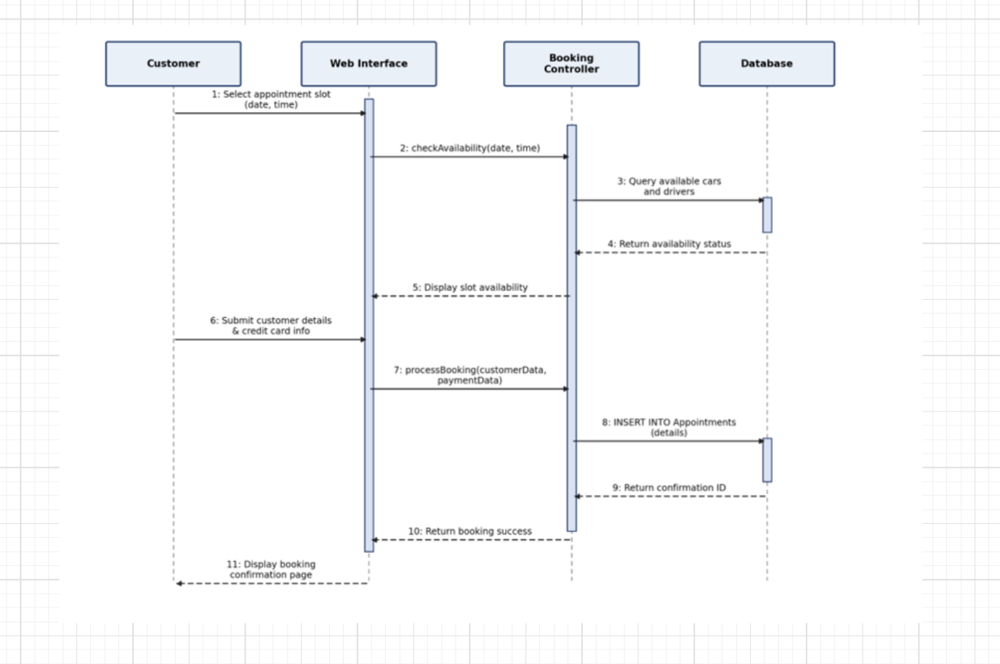 Customer
Web Interface
Booking
Controller
Database
1: Select appointment slot
(date, time)
2: checkAvailability(date, time)
3: Query available cars
and drivers
4: Return availability status
5: Display slot availability
6: Submit customer details
& credit card info
7: processBooking(customerData,
paymentData)
8: INSERT INTO Appointments
(details)
9: Return confirmation ID
10: Return booking success
11: Display booking
confirmation page